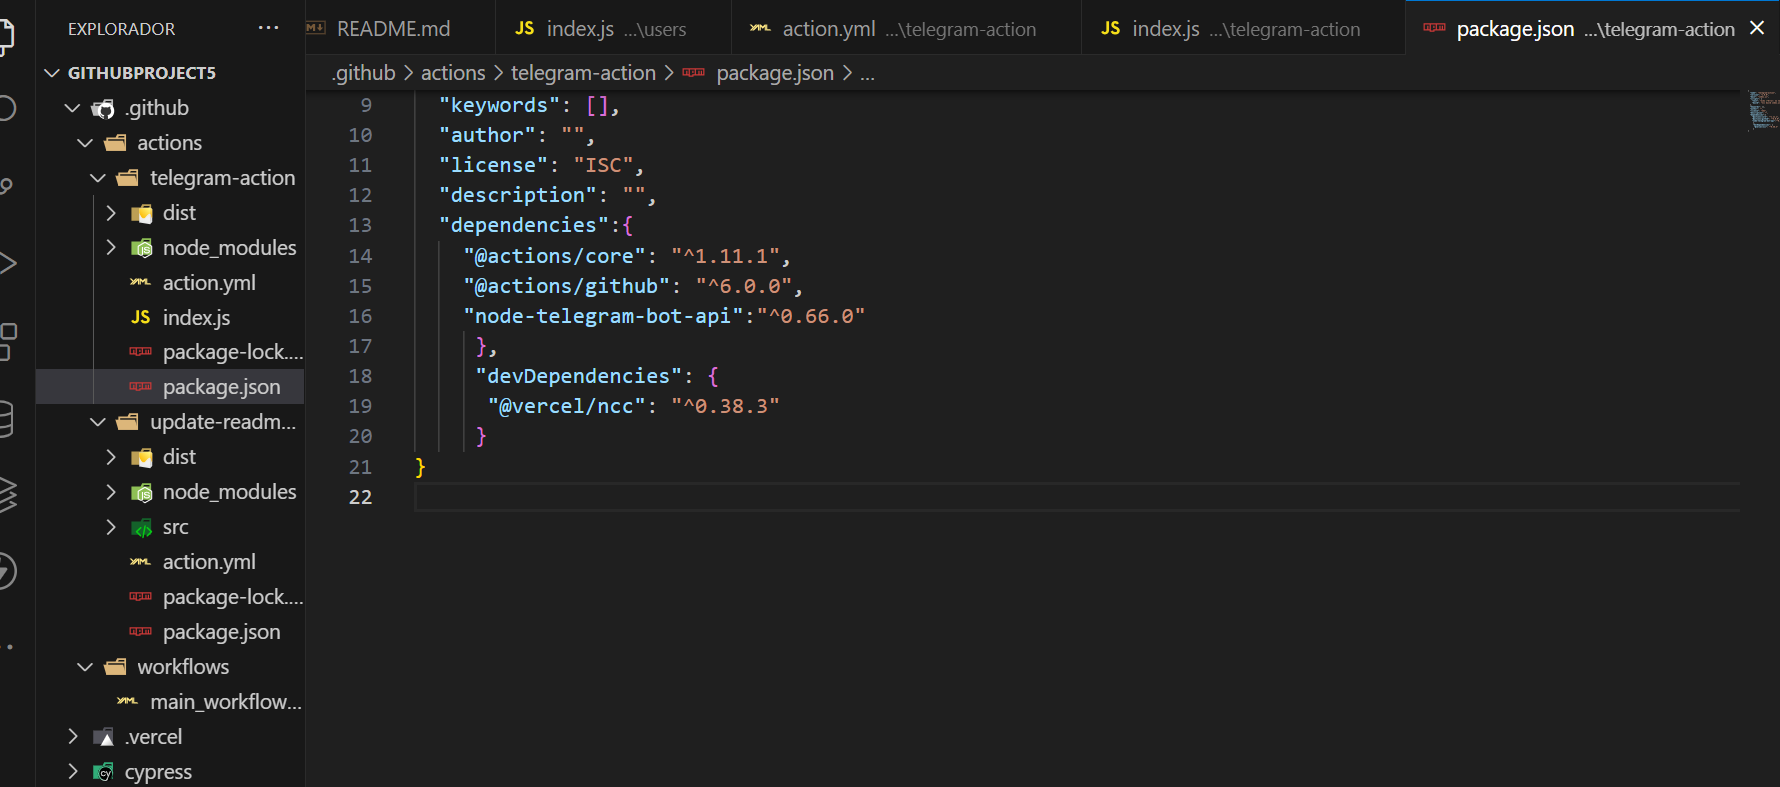 EXPLORADOR ...
GITHUBPROJECT5
.github
actions
telegram-action
dist
node_modules
action.yml
JS index.js
package-lock....
package.json
update-readm...
dist
node_modules
src
action.yml
package-lock....
package.json
workflows
main_workflow...
.vercel
cypress
README.md
JS index.js ...\users
action.yml ...\telegram-action
JS index.js ...\telegram-action
package.json ...\telegram-action
.github > actions > telegram-action > package.json > ...
9 "keywords": [],
10 "author": "",
11 "license": "ISC",
12 "description": "",
13 "dependencies":{
14 "@actions/core": "^1.11.1",
15 "@actions/github": "^6.0.0",
16 "node-telegram-bot-api":"^0.66.0"
17 },
18 "devDependencies": {
19 "@vercel/ncc": "^0.38.3"
20 }
21 }
22